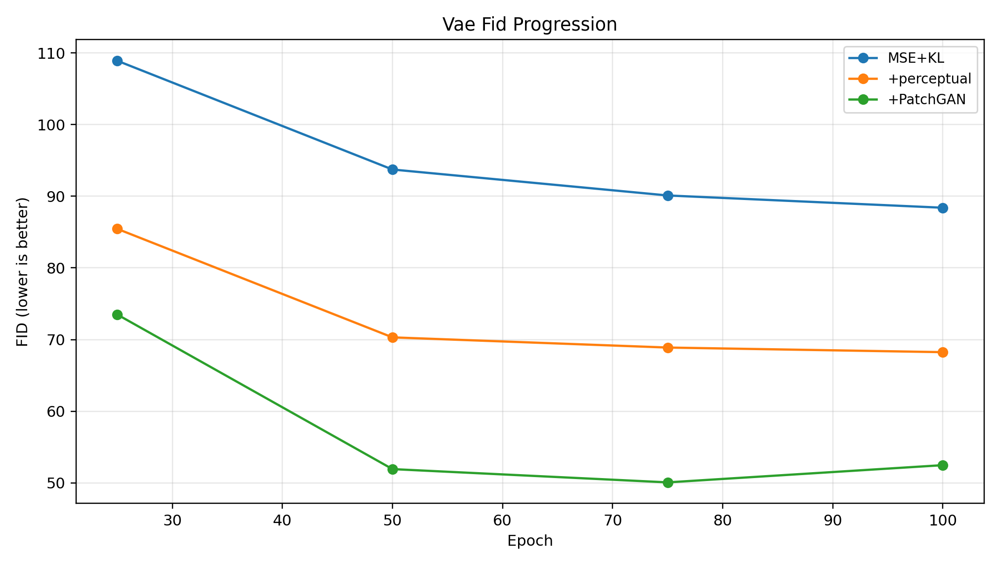 Vae Fid Progression
MSE+KL
+perceptual
+PatchGAN
FID (lower is better)
110
100
90
80
70
60
50
30 40 50 60 70 80 90 100
Epoch